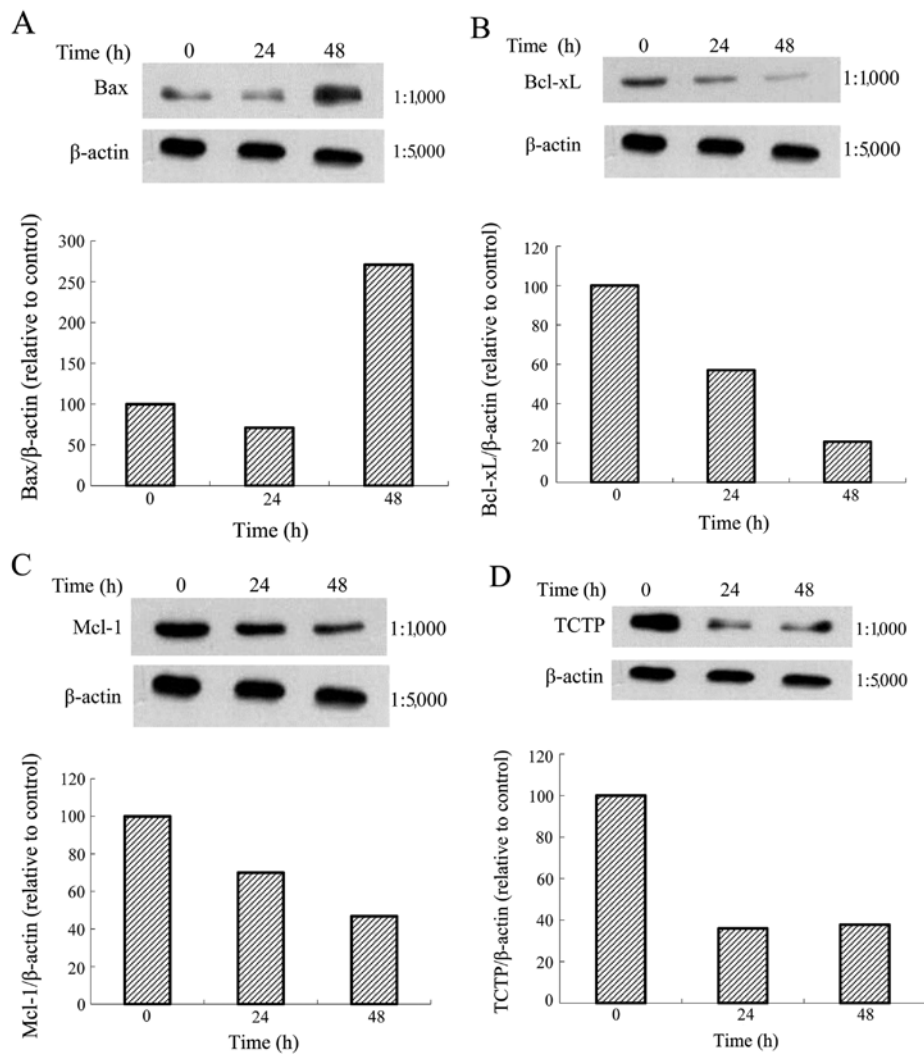 A
Time (h) 0 24 48
Bax 1:1,000
β-actin 1:5,000
Bax/β-actin (relative to control)
300
250
200
150
100
50
0
0 24 48
Time (h)
B
Time (h) 0 24 48
Bcl-xL 1:1,000
β-actin 1:5,000
Bcl-xL/β-actin (relative to control)
120
100
80
60
40
20
0
0 24 48
Time (h)
C
Time (h) 0 24 48
Mcl-1 1:1,000
β-actin 1:5,000
Mcl-1/β-actin (relative to control)
120
100
80
60
40
20
0
0 24 48
Time (h)
D
Time (h) 0 24 48
TCTP 1:1,000
β-actin 1:5,000
TCTP/β-actin (relative to control)
120
100
80
60
40
20
0
0 24 48
Time (h)